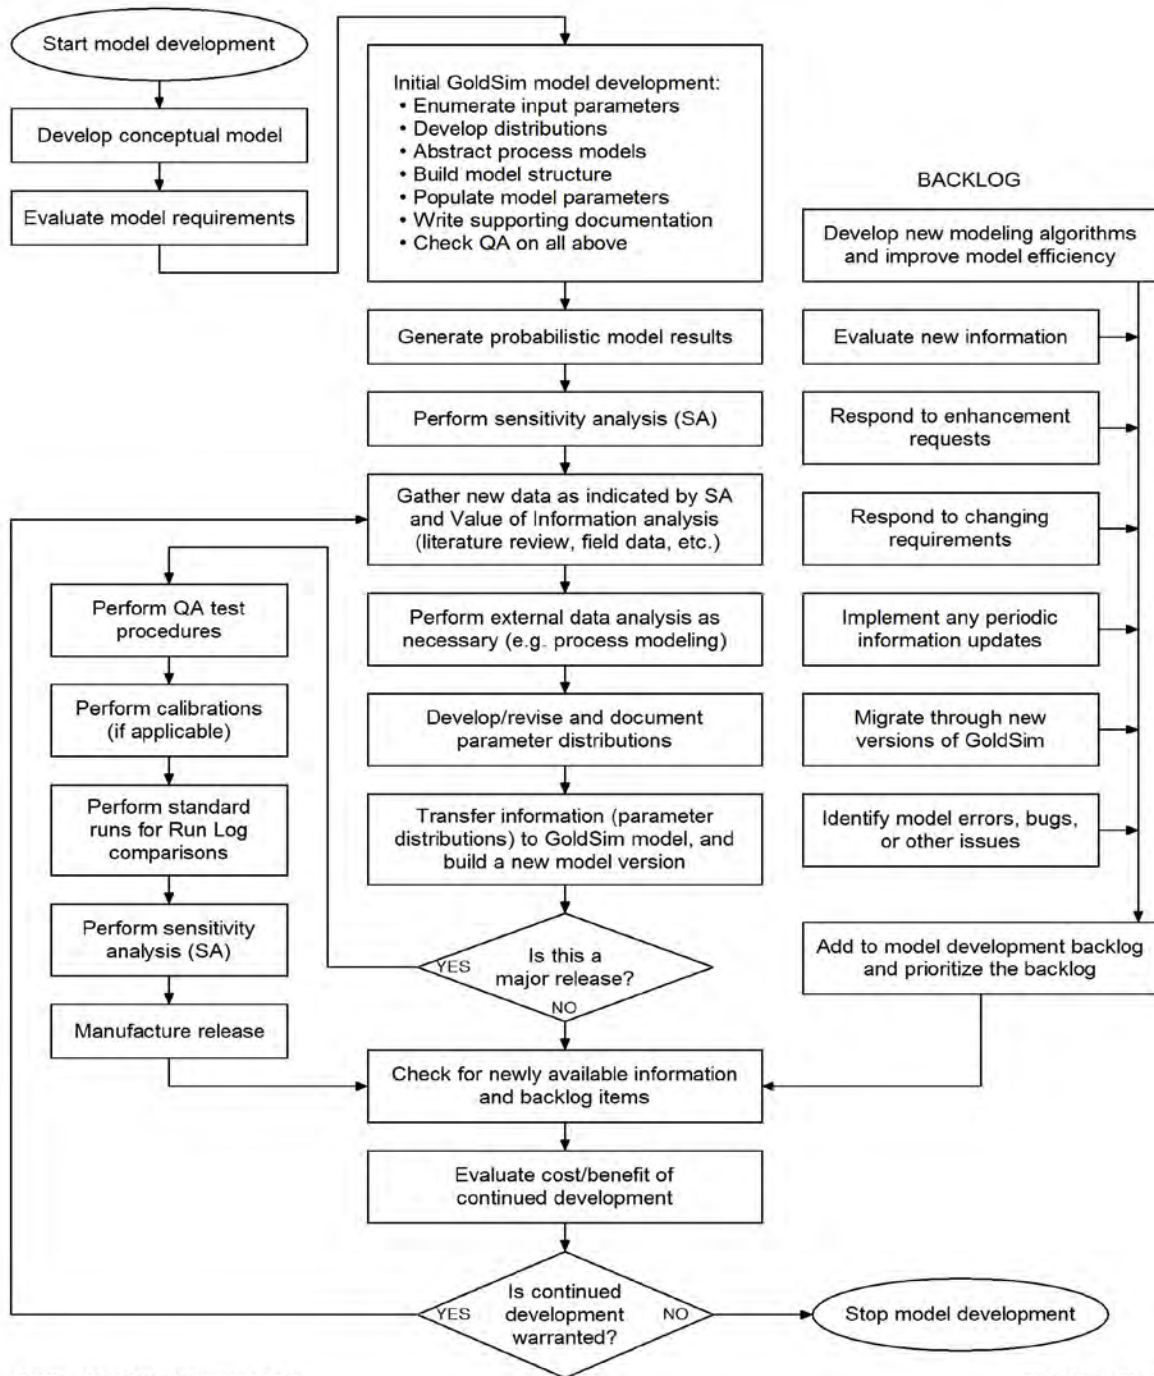 Start model development
Develop conceptual model
Evaluate model requirements
Initial GoldSim model development:
• Enumerate input parameters
• Develop distributions
• Abstract process models
• Build model structure
• Populate model parameters
• Write supporting documentation
• Check QA on all above
Generate probabilistic model results
Perform sensitivity analysis (SA)
Gather new data as indicated by SA
and Value of Information analysis
(literature review, field data, etc.)
Perform external data analysis as
necessary (e.g. process modeling)
Develop/revise and document
parameter distributions
Transfer information (parameter
distributions) to GoldSim model, and
build a new model version
Is this a
major release?
YES
NO
Perform QA test
procedures
Perform calibrations
(if applicable)
Perform standard
runs for Run Log
comparisons
Perform sensitivity
analysis (SA)
Manufacture release
BACKLOG
Develop new modeling algorithms
and improve model efficiency
Evaluate new information
Respond to enhancement
requests
Respond to changing
requirements
Implement any periodic
information updates
Migrate through new
versions of GoldSim
Identify model errors, bugs,
or other issues
Add to model development backlog
and prioritize the backlog
Check for newly available information
and backlog items
Evaluate cost/benefit of
continued development
Is continued
development
warranted?
YES
NO
Stop model development